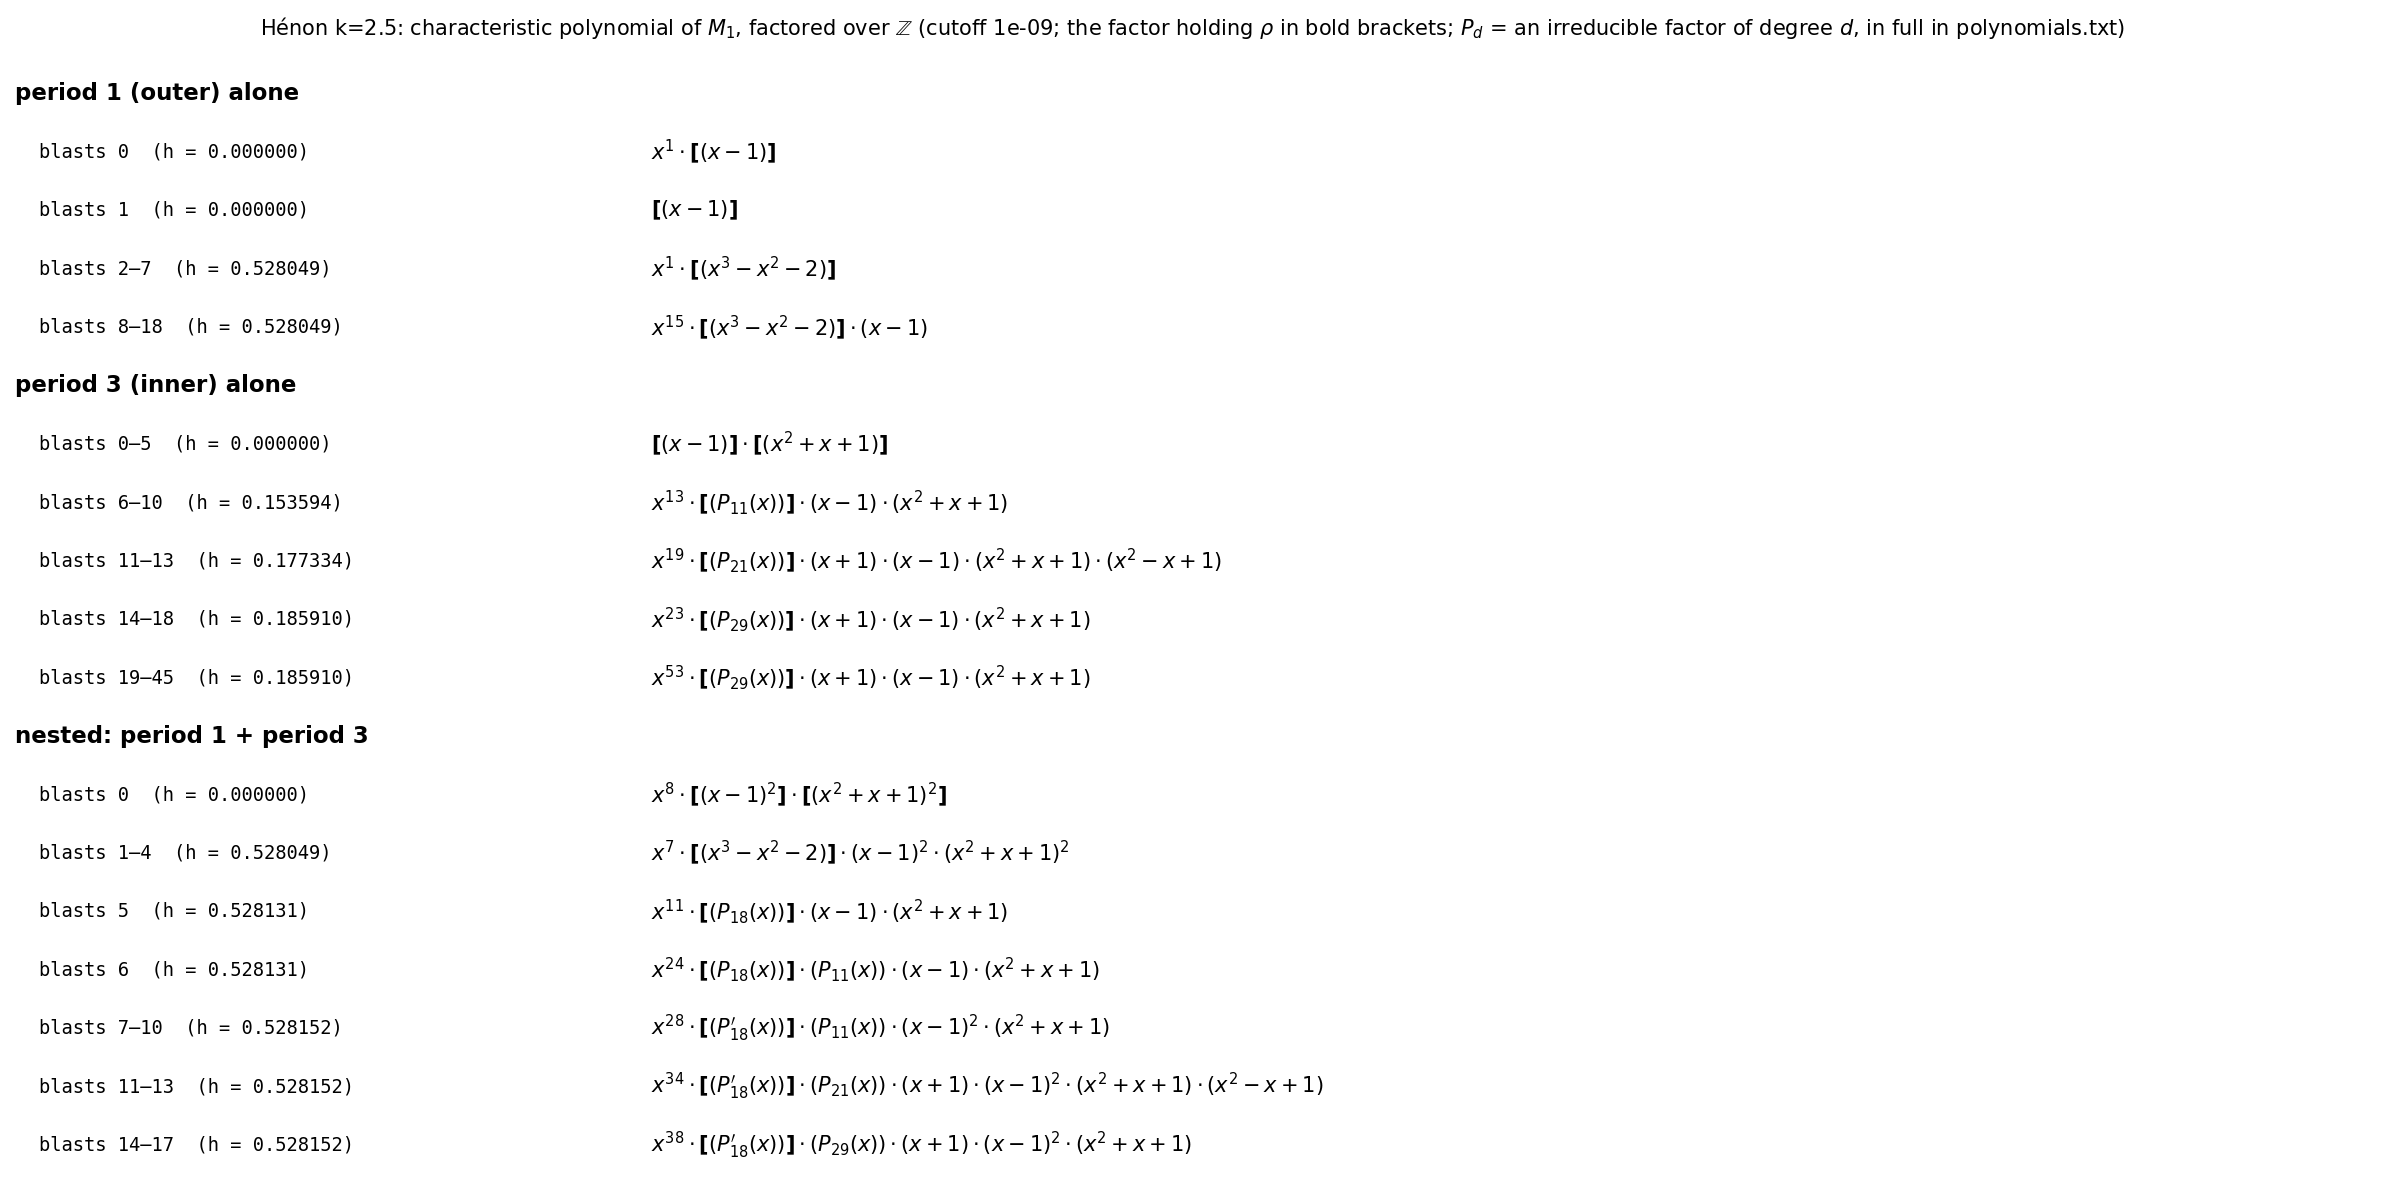 Hénon k=2.5: characteristic polynomial of M₁, factored over ℤ (cutoff 1e-09; the factor holding ρ in bold brackets; P_d = an irreducible factor of degree d, in full in polynomials.txt)
period 1 (outer) alone
blasts 0 (h = 0.000000) x¹ · [(x − 1)]
blasts 1 (h = 0.000000) [(x − 1)]
blasts 2–7 (h = 0.528049) x¹ · [(x³ − x² − 2)]
blasts 8–18 (h = 0.528049) x¹⁵ · [(x³ − x² − 2)] · (x − 1)
period 3 (inner) alone
blasts 0–5 (h = 0.000000) [(x − 1)] · [(x² + x + 1)]
blasts 6–10 (h = 0.153594) x¹³ · [(P₁₁(x))] · (x − 1) · (x² + x + 1)
blasts 11–13 (h = 0.177334) x¹⁹ · [(P₂₁(x))] · (x + 1) · (x − 1) · (x² + x + 1) · (x² − x + 1)
blasts 14–18 (h = 0.185910) x²³ · [(P₂₉(x))] · (x + 1) · (x − 1) · (x² + x + 1)
blasts 19–45 (h = 0.185910) x⁵³ · [(P₂₉(x))] · (x + 1) · (x − 1) · (x² + x + 1)
nested: period 1 + period 3
blasts 0 (h = 0.000000) x⁸ · [(x − 1)²] · [(x² + x + 1)²]
blasts 1–4 (h = 0.528049) x⁷ · [(x³ − x² − 2)] · (x − 1)² · (x² + x + 1)²
blasts 5 (h = 0.528131) x¹¹ · [(P₁₈(x))] · (x − 1) · (x² + x + 1)
blasts 6 (h = 0.528131) x²⁴ · [(P₁₈(x))] · (P₁₁(x)) · (x − 1) · (x² + x + 1)
blasts 7–10 (h = 0.528152) x²⁸ · [(P′₁₈(x))] · (P₁₁(x)) · (x − 1)² · (x² + x + 1)
blasts 11–13 (h = 0.528152) x³⁴ · [(P′₁₈(x))] · (P₂₁(x)) · (x + 1) · (x − 1)² · (x² + x + 1) · (x² − x + 1)
blasts 14–17 (h = 0.528152) x³⁸ · [(P′₁₈(x))] · (P₂₉(x)) · (x + 1) · (x − 1)² · (x² + x + 1)